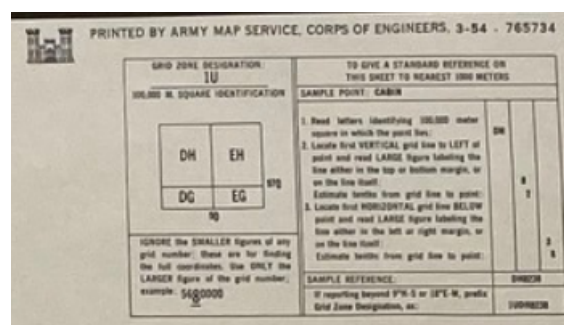 PRINTED BY ARMY MAP SERVICE, CORPS OF ENGINEERS. 3-54 - 765734
GRID ZONE DESIGNATION:
1U
100,000 M. SQUARE IDENTIFICATION
DH EH
DG EG
IGNORE the SMALLER figures of any
grid number; these are for finding
the full coordinates. Use ONLY the
LARGER figure of the grid number;
example:
TO GIVE A STANDARD REFERENCE ON
THIS SHEET TO NEAREST 1000 METERS
SAMPLE POINT: CABIN
1. Read letters identifying 100,000 meter
square in which the point lies: DH
2. Locate first VERTICAL grid line to LEFT of
point and read LARGE figure labeling the
line either in the top or bottom margin, or
on the line itself:
Estimate tenths from grid line to point:
3. Locate first HORIZONTAL grid line BELOW
point and read LARGE figure labeling the
line either in the left or right margin, or
on the line itself:
Estimate tenths from grid line to point:
SAMPLE REFERENCE:
If reporting beyond
prefix
Grid Zone Designation, as: